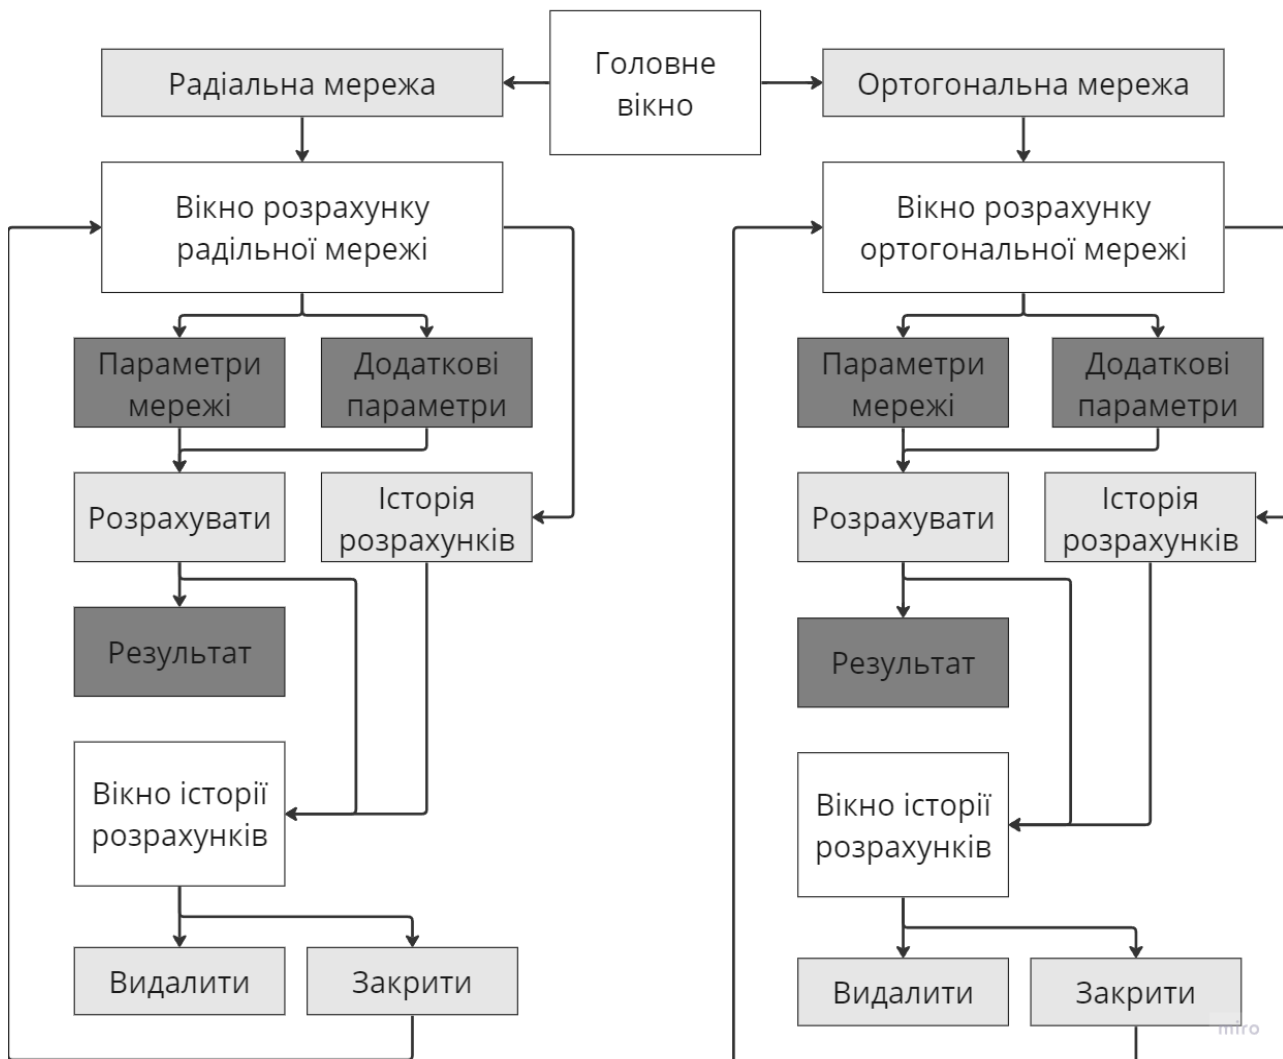 Головне
вікно
Радіальна мережа
Ортогональна мережа
Вікно розрахунку
радільної мережі
Вікно розрахунку
ортогональної мережі
Параметри
мережі
Додаткові
параметри
Параметри
мережі
Додаткові
параметри
Розрахувати
Історія
розрахунків
Розрахувати
Історія
розрахунків
Результат
Результат
Вікно історії
розрахунків
Вікно історії
розрахунків
Видалити
Закрити
Видалити
Закрити
miro